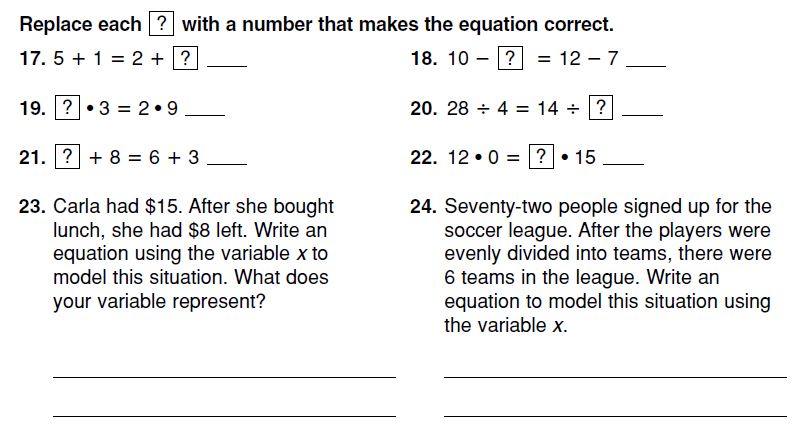 Replace each ? with a number that makes the equation correct.
17. 5 + 1 = 2 + ? ____
18. 10 – ? = 12 – 7 ____
19. ? • 3 = 2 • 9 ____
20. 28 ÷ 4 = 14 ÷ ? ____
21. ? + 8 = 6 + 3 ____
22. 12 • 0 = ? • 15 ____
23. Carla had $15. After she bought
lunch, she had $8 left. Write an
equation using the variable x to
model this situation. What does
your variable represent?
24. Seventy-two people signed up for the
soccer league. After the players were
evenly divided into teams, there were
6 teams in the league. Write an
equation to model this situation using
the variable x.